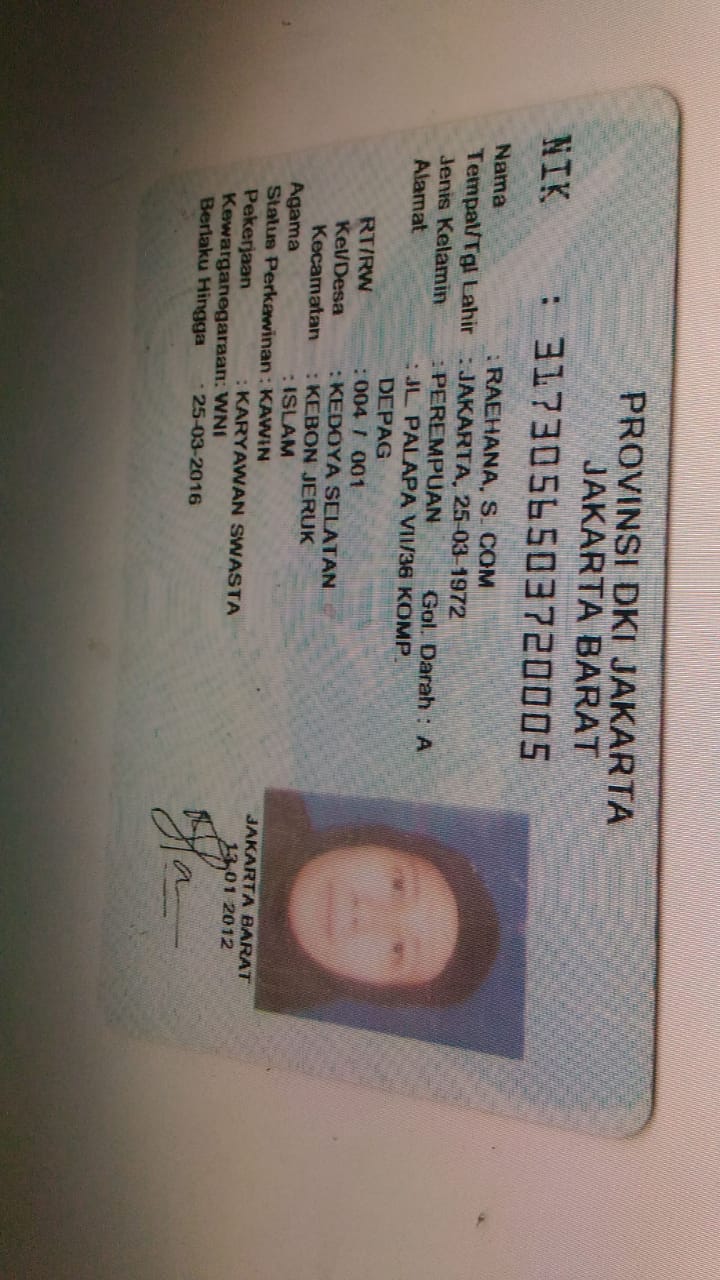 PROVINSI DKI JAKARTA
JAKARTA BARAT
NIK : 3173056503720005
Nama : RAEHANA, S. COM
Tempat/Tgl Lahir : JAKARTA, 25-03-1972
Jenis Kelamin : PEREMPUAN Gol. Darah : A
Alamat : JL. PALAPA VII/36 KOMP.
DEPAG
RT/RW : 004 / 001
Kel/Desa : KEDOYA SELATAN
Kecamatan : KEBON JERUK
Agama : ISLAM
Status Perkawinan : KAWIN
Pekerjaan : KARYAWAN SWASTA
Kewarganegaraan: WNI
Berlaku Hingga : 25-03-2016
JAKARTA BARAT
13-01-2012